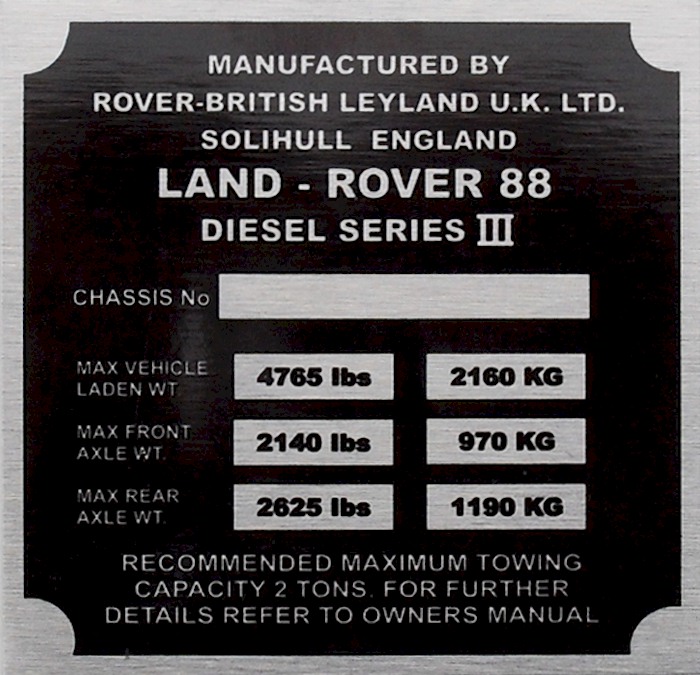 MANUFACTURED BY
ROVER-BRITISH LEYLAND U.K. LTD.
SOLIHULL ENGLAND
LAND - ROVER 88
DIESEL SERIES III
CHASSIS No
MAX VEHICLE
LADEN WT
4765 lbs 2160 KG
MAX FRONT
AXLE WT.
2140 lbs 970 KG
MAX REAR
AXLE WT.
2625 lbs 1190 KG
RECOMMENDED MAXIMUM TOWING
CAPACITY 2 TONS. FOR FURTHER
DETAILS REFER TO OWNERS MANUAL